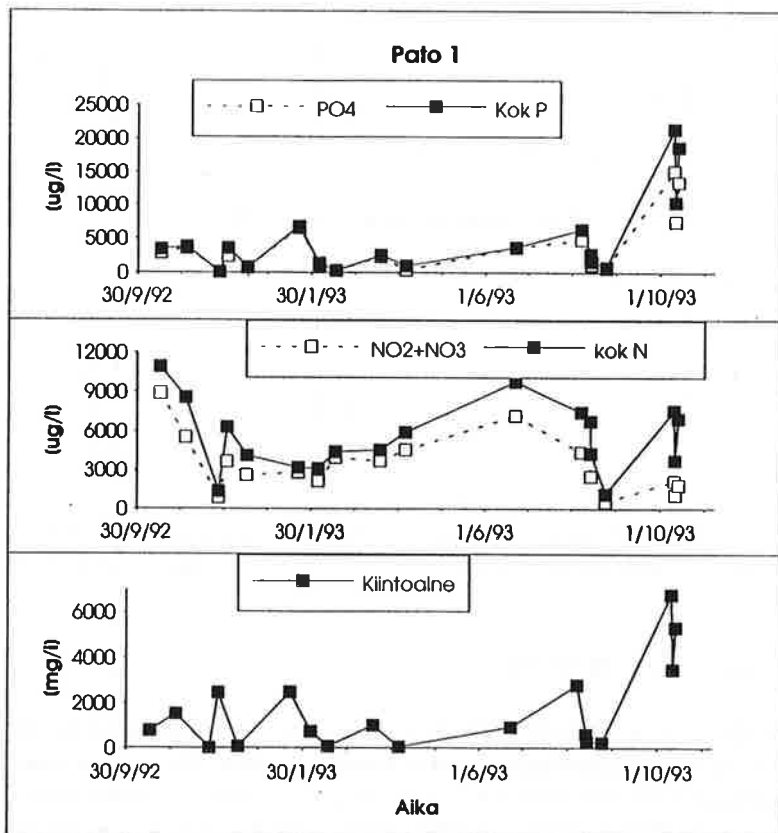 Pato 1
PO4 Kok P
25000
20000
15000
10000
5000
0
(ug/l)
30/9/92 30/1/93 1/6/93 1/10/93
NO2+NO3 kok N
12000
9000
6000
3000
0
(ug/l)
30/9/92 30/1/93 1/6/93 1/10/93
Kiintoalne
6000
4000
2000
0
(mg/l)
30/9/92 30/1/93 1/6/93 1/10/93
Aika